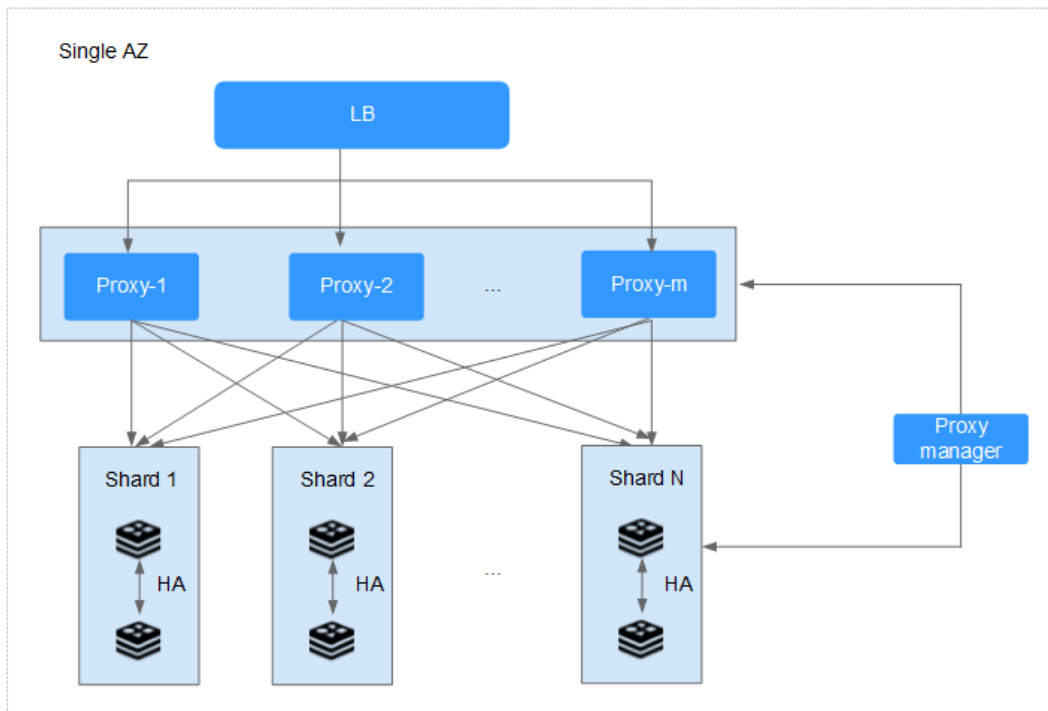 Single AZ
LB
Proxy-1
Proxy-2
...
Proxy-m
Proxy
manager
Shard 1
Shard 2
Shard N
HA
HA
...
HA